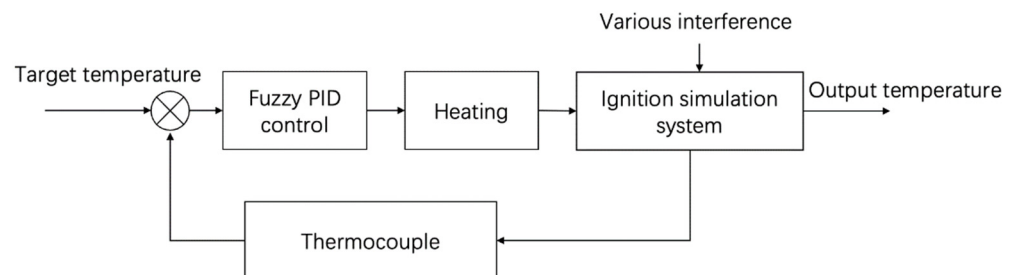 Various interference
Target temperature
Fuzzy PID
control
Heating
Ignition simulation
system
Output temperature
Thermocouple